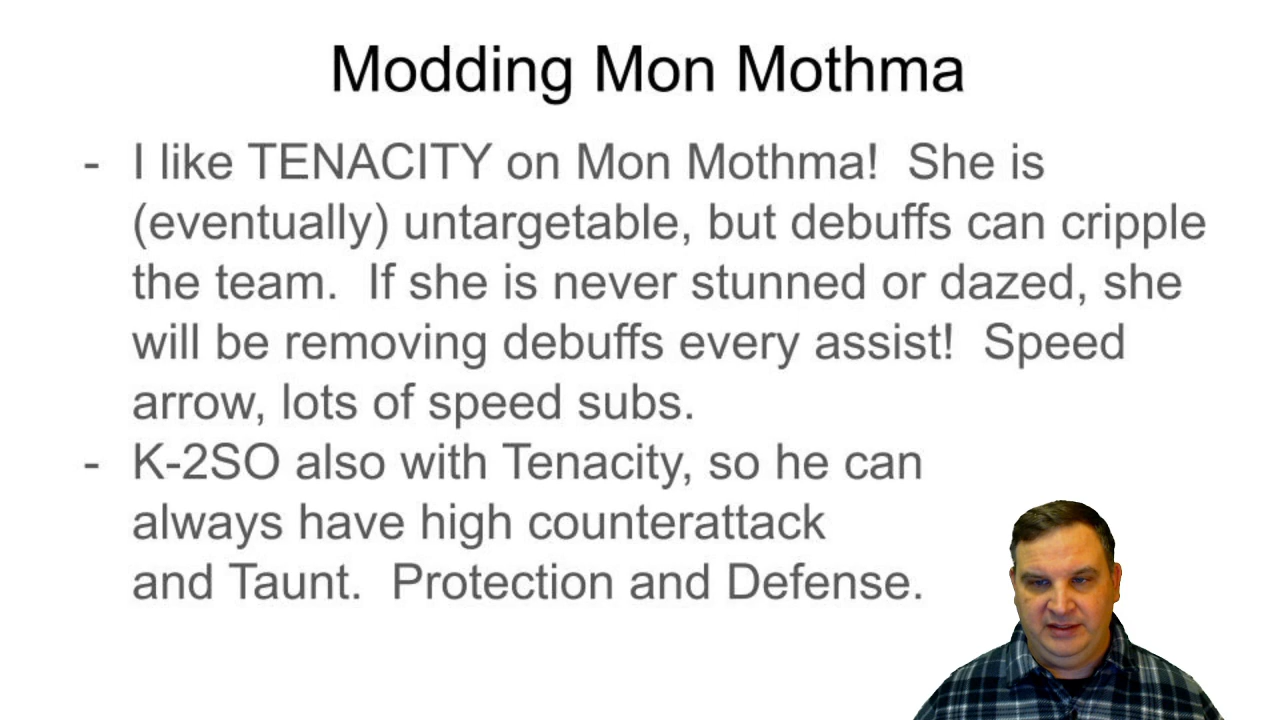 Modding Mon Mothma
- I like TENACITY on Mon Mothma!  She is
(eventually) untargetable, but debuffs can cripple
the team.  If she is never stunned or dazed, she
will be removing debuffs every assist!  Speed
arrow, lots of speed subs.
- K-2SO also with Tenacity, so he can
always have high counterattack
and Taunt.  Protection and Defense.